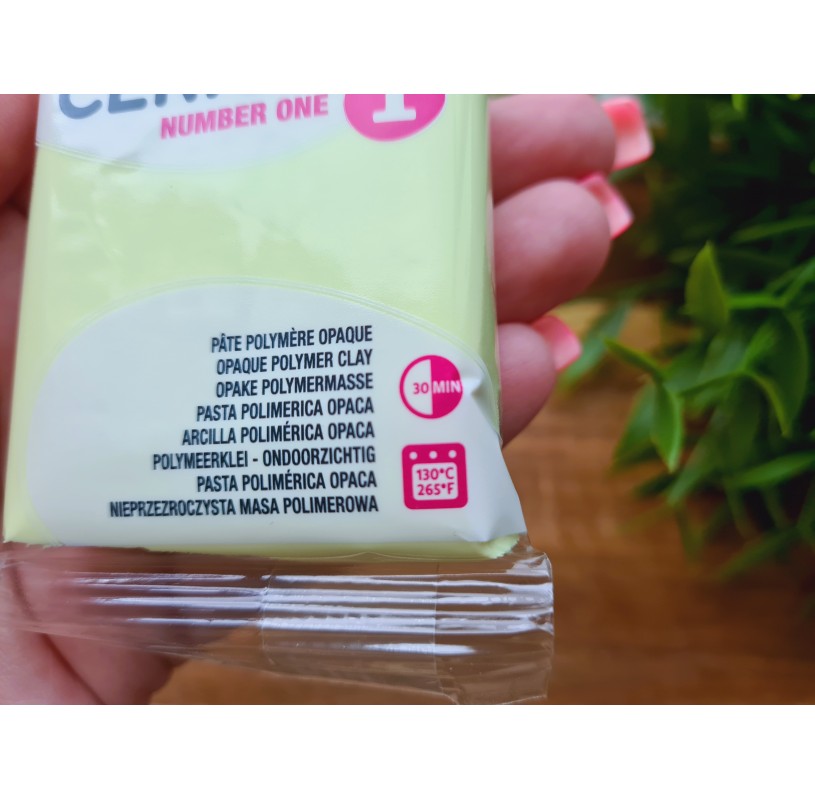 NUMBER ONE
1
PÂTE POLYMÈRE OPAQUE
OPAQUE POLYMER CLAY
OPAKE POLYMERMASSE
PASTA POLIMERICA OPACA
ARCILLA POLIMÉRICA OPACA
POLYMEERKLEI - ONDOORZICHTIG
PASTA POLIMÉRICA OPACA
NIEPRZEZROCZYSTA MASA POLIMEROWA
30 MIN
130°C
265°F